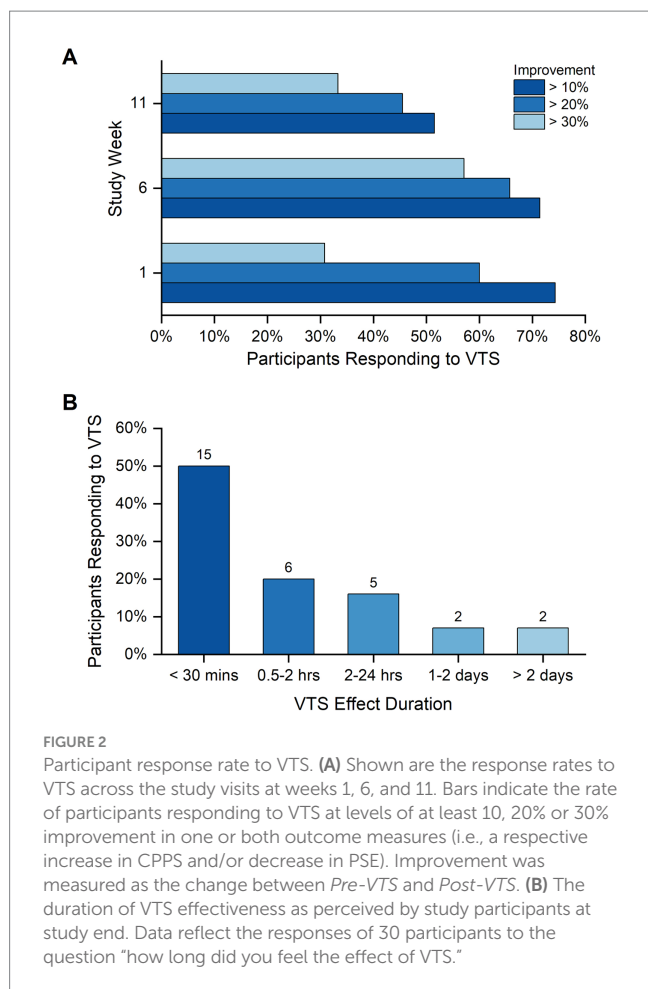 A
Improvement
> 10%
> 20%
> 30%
Study Week
11
6
1
0% 10% 20% 30% 40% 50% 60% 70% 80%
Participants Responding to VTS
B
Participants Responding to VTS
60%
50%
40%
30%
20%
10%
0%
15
6
5
2
2
< 30 mins 0.5-2 hrs 2-24 hrs 1-2 days > 2 days
VTS Effect Duration
FIGURE 2
Participant response rate to VTS. (A) Shown are the response rates to
VTS across the study visits at weeks 1, 6, and 11. Bars indicate the rate
of participants responding to VTS at levels of at least 10, 20% or 30%
improvement in one or both outcome measures (i.e., a respective
increase in CPPS and/or decrease in PSE). Improvement was
measured as the change between Pre-VTS and Post-VTS. (B) The
duration of VTS effectiveness as perceived by study participants at
study end. Data reflect the responses of 30 participants to the
question "how long did you feel the effect of VTS."